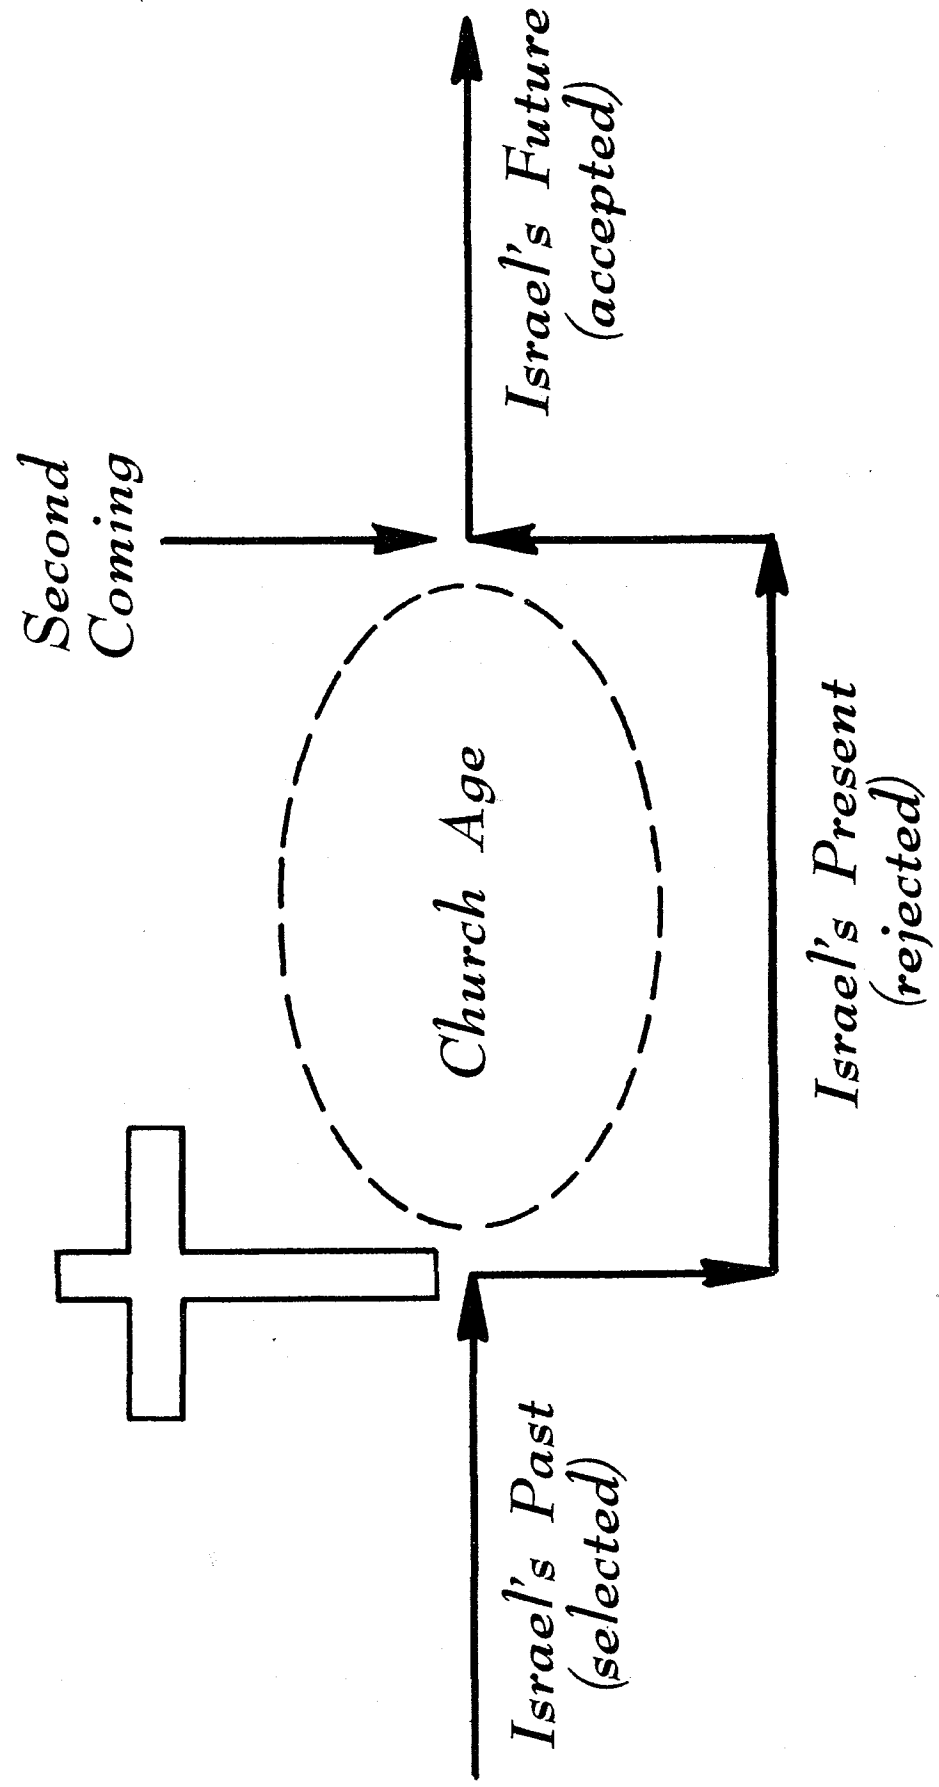 Second
Coming
Church Age
Israel's Past
(selected)
Israel's Present
(rejected)
Israel's Future
(accepted)